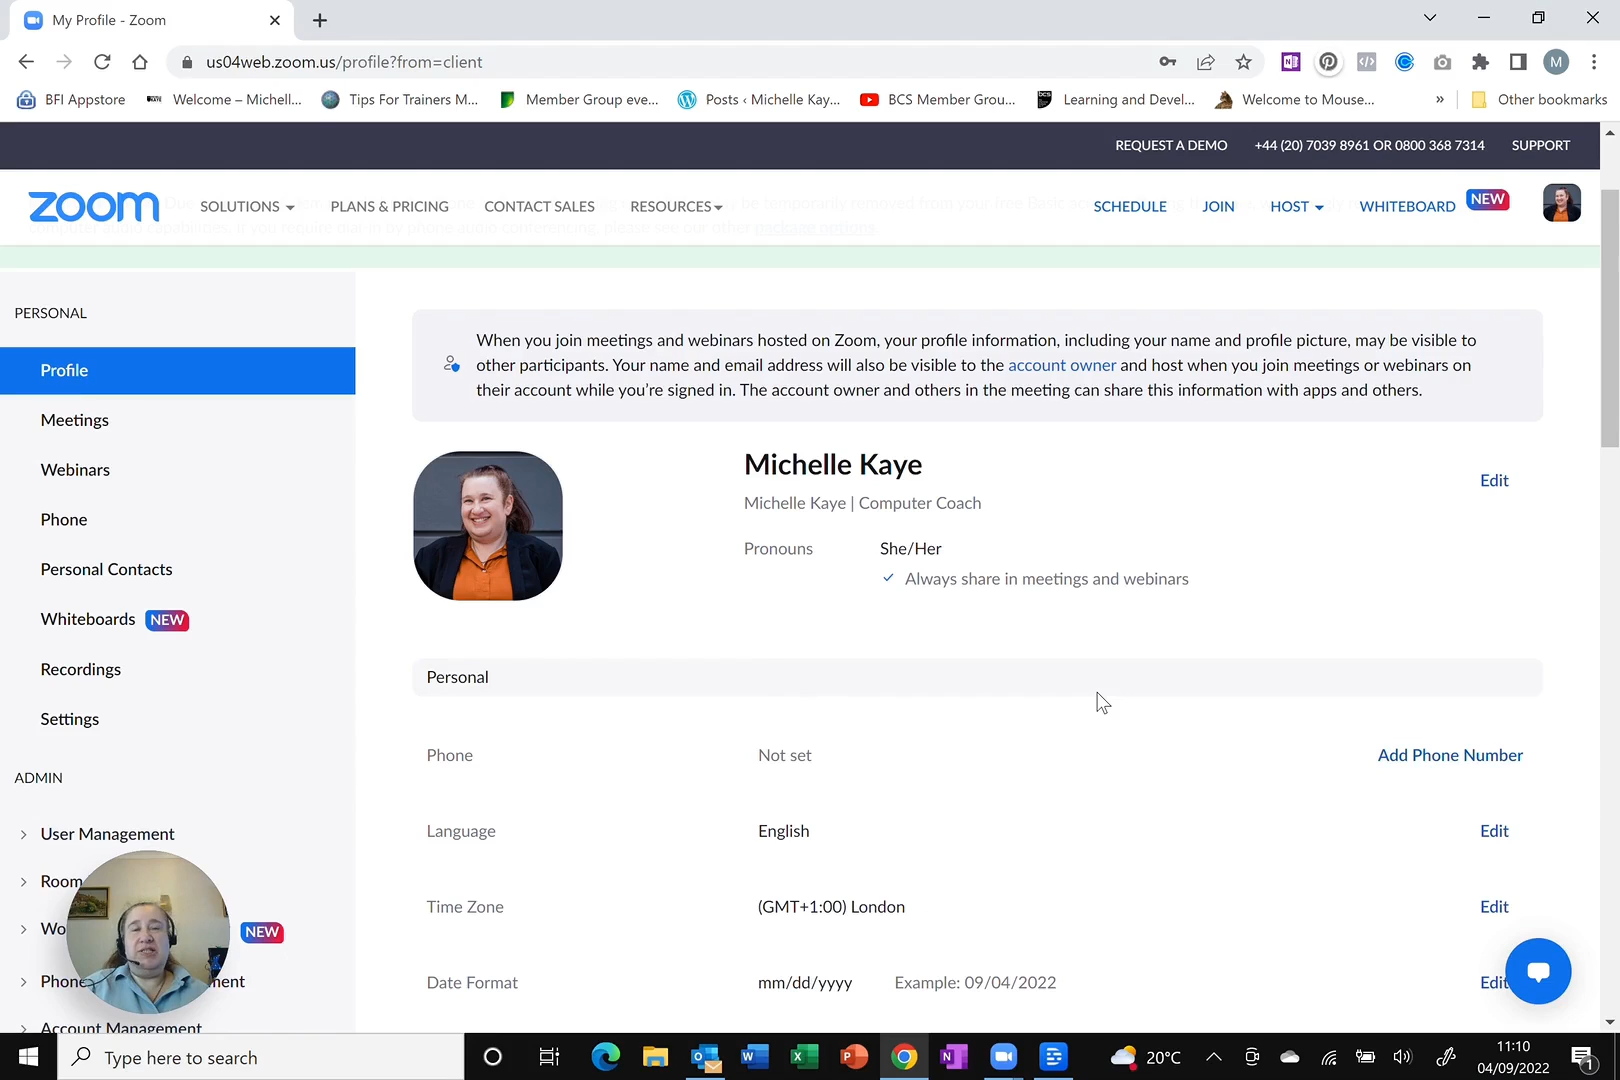 My Profile - Zoom
us04web.zoom.us/profile?from=client
M
BFI Appstore
Welcome – Michell...
Tips For Trainers M...
Member Group eve...
Posts ‹ Michelle Kay...
BCS Member Grou...
Learning and Devel...
Welcome to Mouse...
»
Other bookmarks
REQUEST A DEMO
+44 (20) 7039 8961 OR 0800 368 7314
SUPPORT
zoom
SOLUTIONS
PLANS & PRICING
CONTACT SALES
RESOURCES
SCHEDULE
JOIN
HOST
WHITEBOARD
NEW
PERSONAL
Profile
Meetings
Webinars
Phone
Personal Contacts
Whiteboards NEW
Recordings
Settings
ADMIN
User Management
Room
Wo
NEW
Phone
ment
Account Management
When you join meetings and webinars hosted on Zoom, your profile information, including your name and profile picture, may be visible to
other participants. Your name and email address will also be visible to the account owner and host when you join meetings or webinars on
their account while you’re signed in. The account owner and others in the meeting can share this information with apps and others.
Michelle Kaye
Edit
Michelle Kaye | Computer Coach
Pronouns She/Her
Always share in meetings and webinars
Personal
Phone Not set Add Phone Number
Language English Edit
Time Zone (GMT+1:00) London Edit
Date Format mm/dd/yyyy Example: 09/04/2022 Edit
Type here to search
20°C
11:10
04/09/2022
1